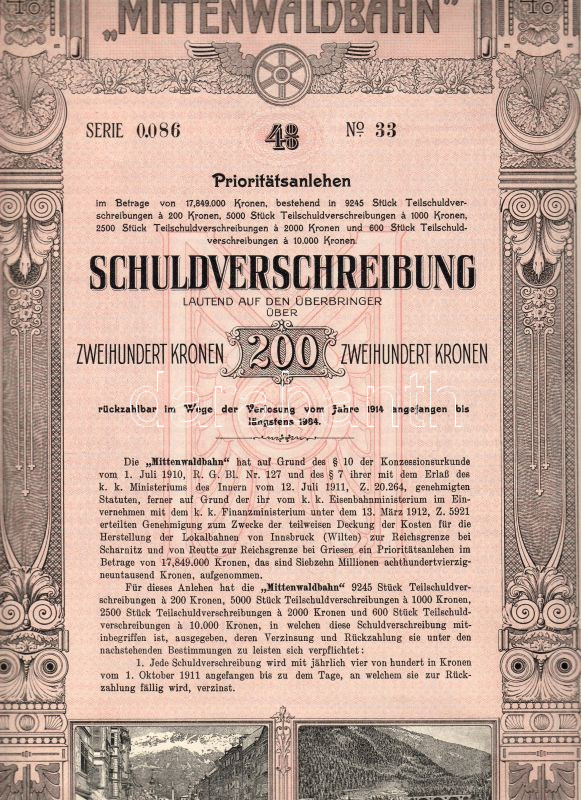 „MITTENWALDBAHN“
SERIE 0.086
48
No 33
Prioritätsanlehen
im Betrage von 17,849.000 Kronen, bestehend in 9245 Stück Teilschuldver-
schreibungen à 200 Kronen, 5000 Stück Teilschuldverschreibungen à 1000 Kronen,
2500 Stück Teilschuldverschreibungen à 2000 Kronen und 600 Stück Teilschuld-
verschreibungen à 10.000 Kronen.
SCHULDVERSCHREIBUNG
LAUTEND AUF DEN ÜBERBRINGER
ÜBER
ZWEIHUNDERT KRONEN 200 ZWEIHUNDERT KRONEN
darabanth
rückzahlbar im Wege der Verlosung vom Jahre 1914 angefangen bis
längstens 1984.
Die „Mittenwaldbahn“ hat auf Grund des § 10 der Konzessionsurkunde
vom 1. Juli 1910, R. G. Bl. Nr. 127 und des § 7 ihrer mit dem Erlaß des
k. k. Ministeriums des Innern vom 12. Juli 1911, Z. 20.264, genehmigten
Statuten, ferner auf Grund der ihr vom k. k. Eisenbahnministerium im Ein-
vernehmen mit dem k. k. Finanzministerium unter dem 13. März 1912, Z. 5921
erteilten Genehmigung zum Zwecke der teilweisen Deckung der Kosten für die
Herstellung der Lokalbahnen von Innsbruck (Wilten) zur Reichsgrenze bei
Scharnitz und von Reutte zur Reichsgrenze bei Griesen ein Prioritätsanlehen im
Betrage von 17,849.000 Kronen, das sind Siebzehn Millionen achthundertvierzig-
neuntausend Kronen, aufgenommen.
Für dieses Anlehen hat die „Mittenwaldbahn“ 9245 Stück Teilschuldver-
schreibungen à 200 Kronen, 5000 Stück Teilschuldverschreibungen à 1000 Kronen,
2500 Stück Teilschuldverschreibungen à 2000 Kronen und 600 Stück Teilschuld-
verschreibungen à 10.000 Kronen, in welchen diese Schuldverschreibung mit-
inbegriffen ist, ausgegeben, deren Verzinsung und Rückzahlung sie unter den
nachstehenden Bestimmungen zu leisten sich verpflichtet:
1. Jede Schuldverschreibung wird mit jährlich vier von hundert in Kronen
vom 1. Oktober 1911 angefangen bis zu dem Tage, an welchem sie zur Rück-
zahlung fällig wird, verzinst.